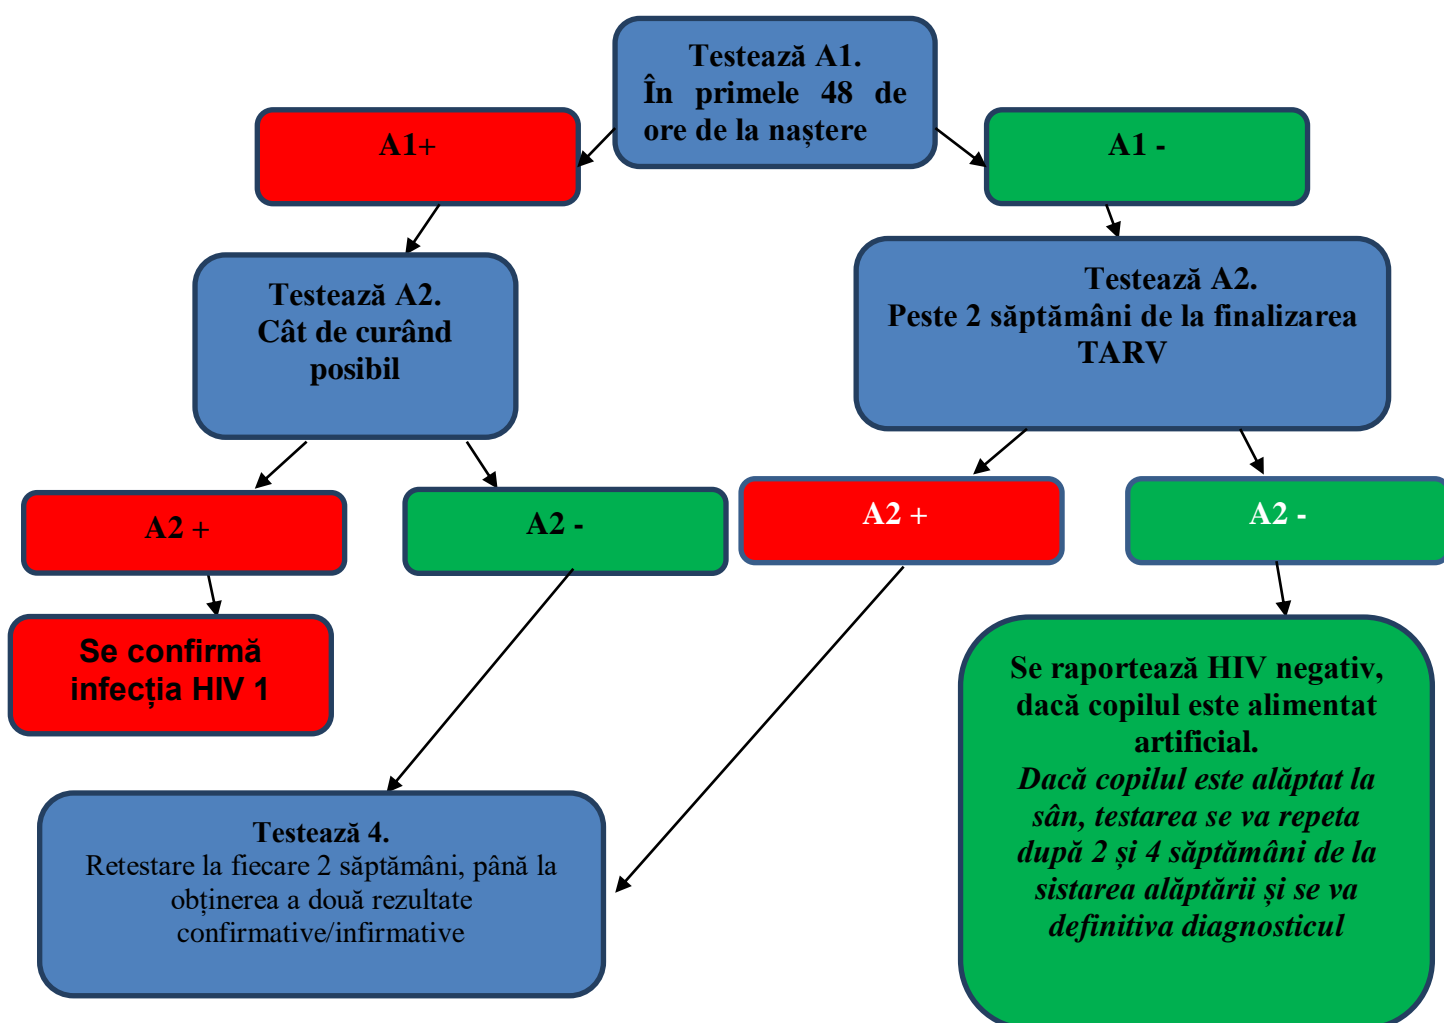 Testează A1.
În primele 48 de
ore de la naștere
A1+
A1 -
Testează A2.
Cât de curând
posibil
Testează A2.
Peste 2 săptămâni de la finalizarea
TARV
A2 +
A2 -
A2 +
A2 -
Se confirmă
infecția HIV 1
Se raportează HIV negativ,
dacă copilul este alimentat
artificial.
Dacă copilul este alăptat la
sân, testarea se va repeta
după 2 și 4 săptămâni de la
sistarea alăptării și se va
definitiva diagnosticul
Testează 4.
Retestare la fiecare 2 săptămâni, până la
obținerea a două rezultate
confirmative/infirmative